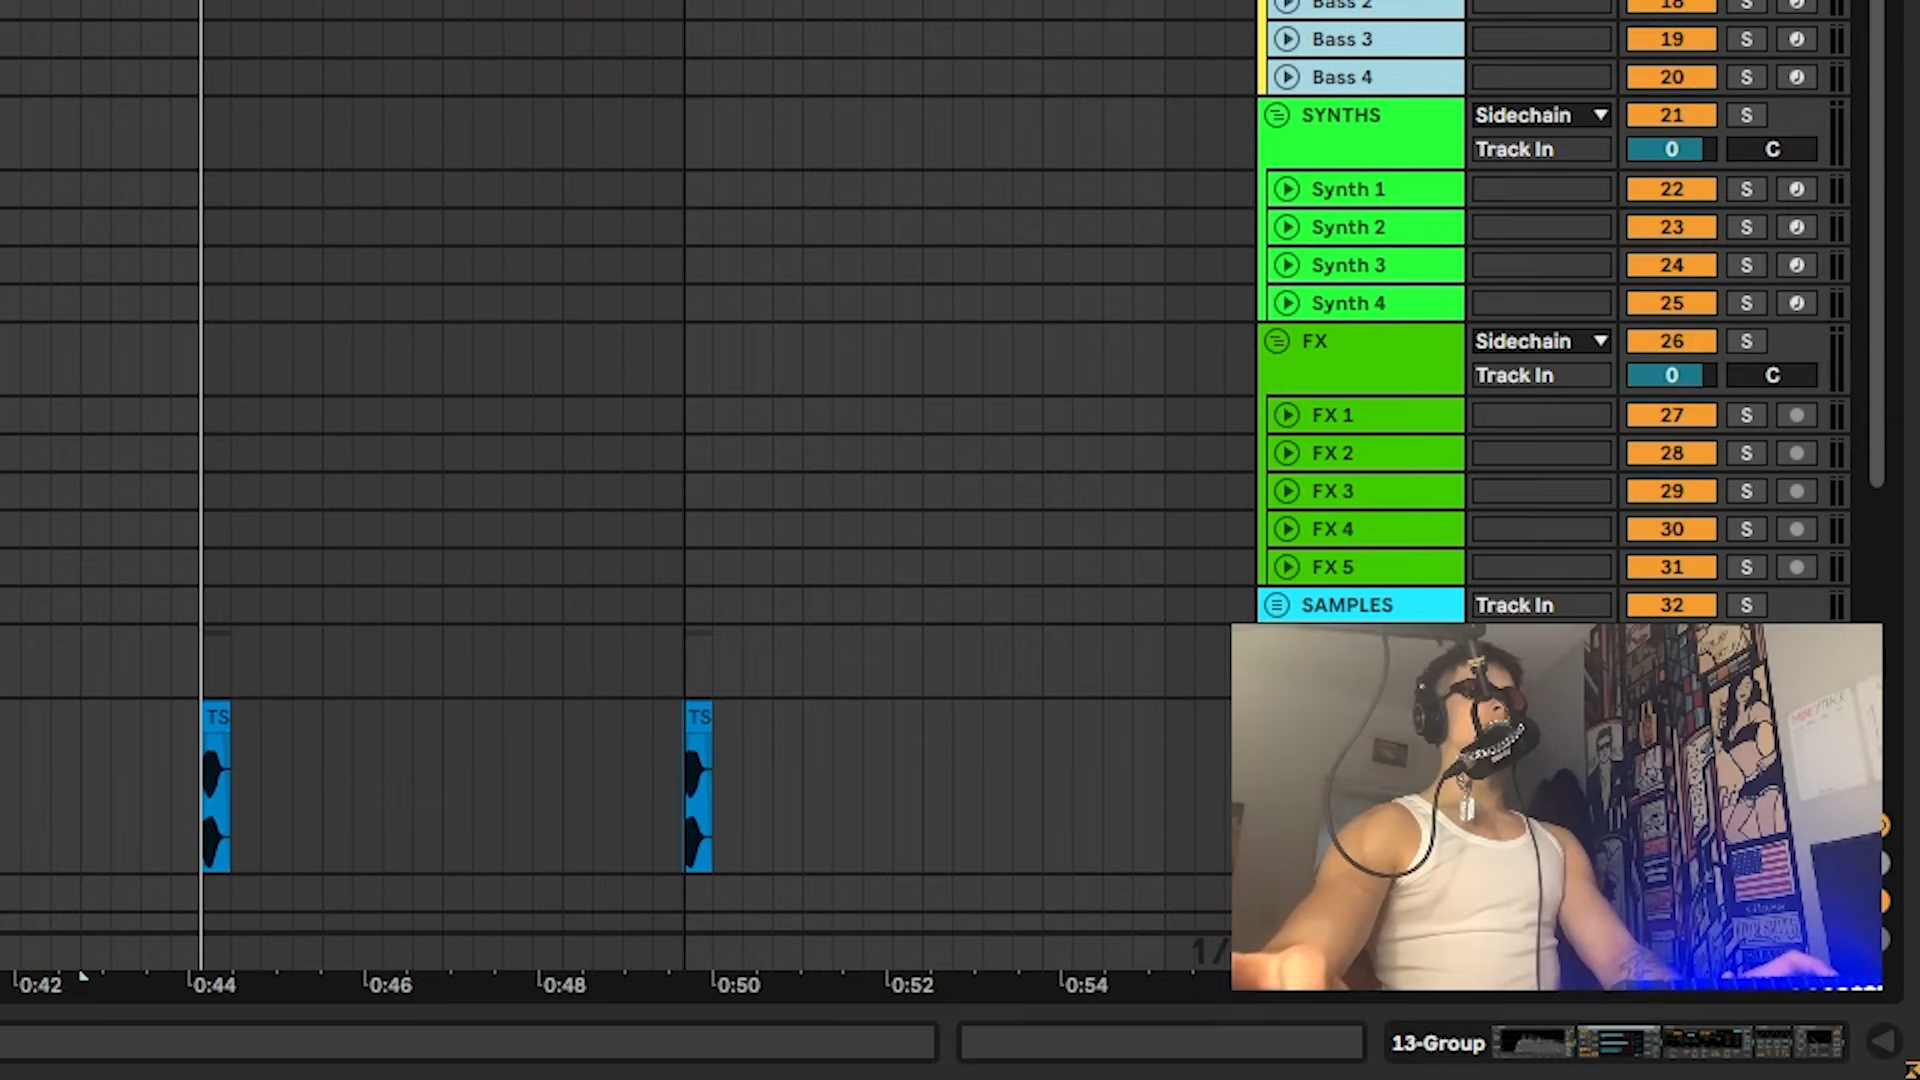 Bass 2 18 S
Bass 3 19 S
Bass 4 20 S
SYNTHS Sidechain 21 S
Track In 0 C
Synth 1 22 S
Synth 2 23 S
Synth 3 24 S
Synth 4 25 S
FX Sidechain 26 S
Track In 0 C
FX 1 27 S
FX 2 28 S
FX 3 29 S
FX 4 30 S
FX 5 31 S
SAMPLES Track In 32 S
TS TS
1/
0:42 0:44 0:46 0:48 0:50 0:52 0:54
13-Group